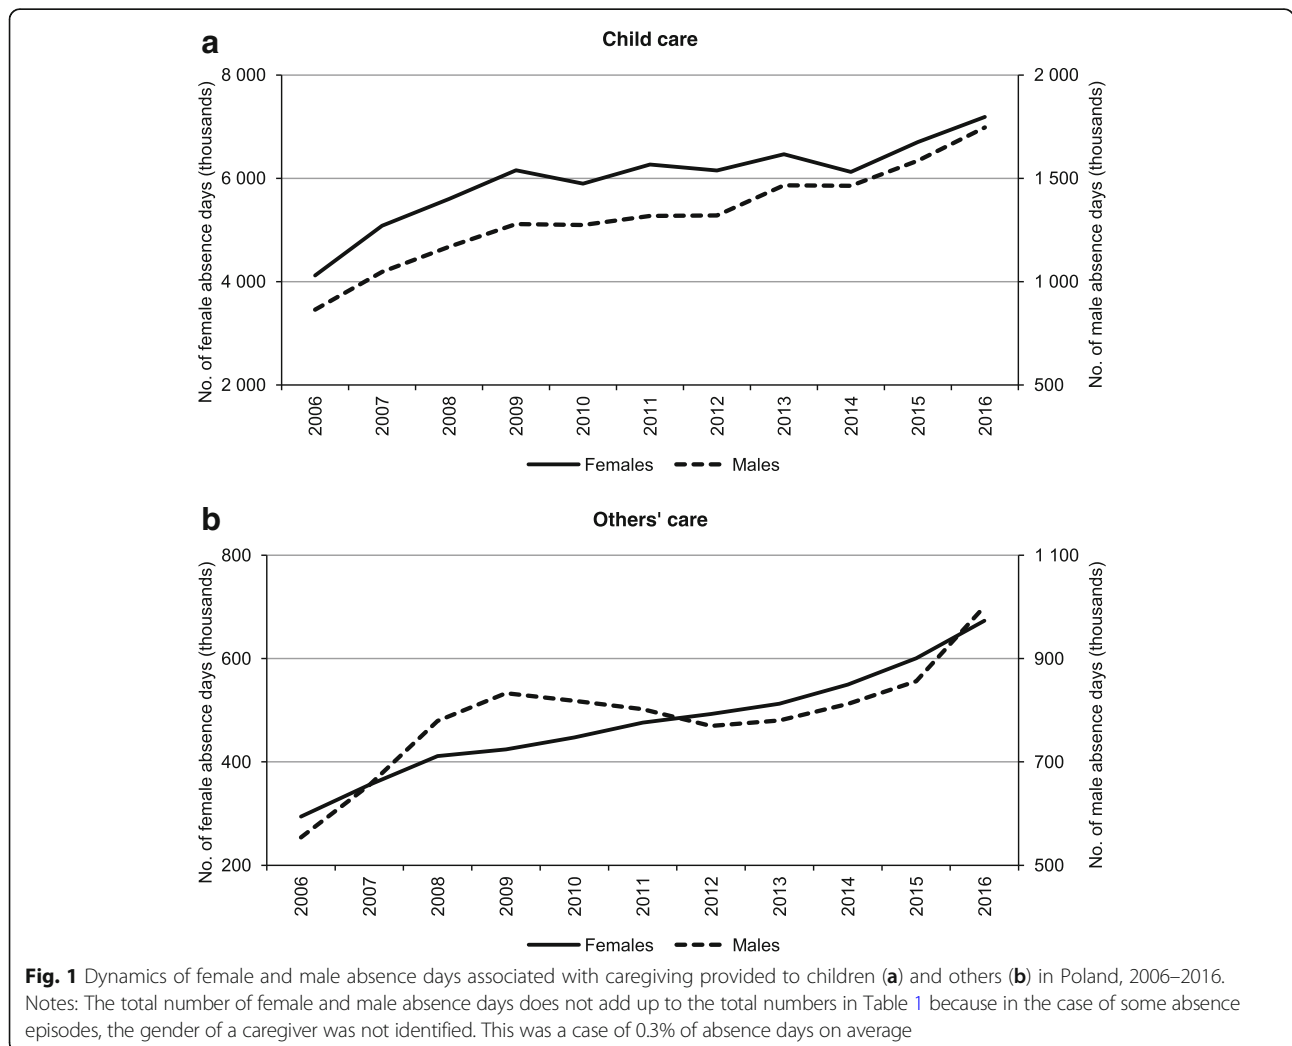 a
Child care
No. of female absence days (thousands)
8 000
6 000
4 000
2 000
2 000
1 500
1 000
500
No. of male absence days (thousands)
2006 2007 2008 2009 2010 2011 2012 2013 2014 2015 2016
Females Males
b
Others' care
No. of female absence days (thousands)
800
600
400
200
1 100
900
700
500
No. of male absence days (thousands)
2006 2007 2008 2009 2010 2011 2012 2013 2014 2015 2016
Females Males
Fig. 1 Dynamics of female and male absence days associated with caregiving provided to children (a) and others (b) in Poland, 2006–2016.
Notes: The total number of female and male absence days does not add up to the total numbers in Table 1 because in the case of some absence
episodes, the gender of a caregiver was not identified. This was a case of 0.3% of absence days on average